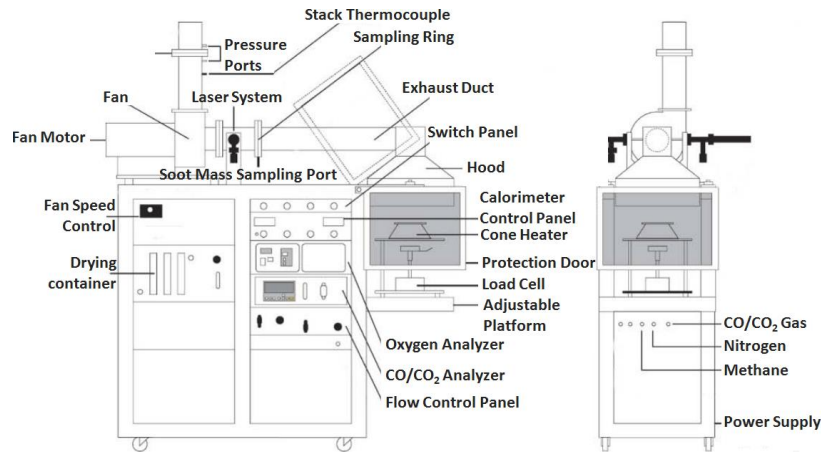 Stack Thermocouple
Pressure
Ports
Sampling Ring
Fan
Laser System
Exhaust Duct
Fan Motor
Switch Panel
Soot Mass Sampling Port
Hood
Fan Speed
Control
Calorimeter
Control Panel
Cone Heater
Drying
container
Protection Door
Load Cell
Adjustable
Platform
Oxygen Analyzer
CO/CO₂ Analyzer
Flow Control Panel
CO/CO₂ Gas
Nitrogen
Methane
Power Supply